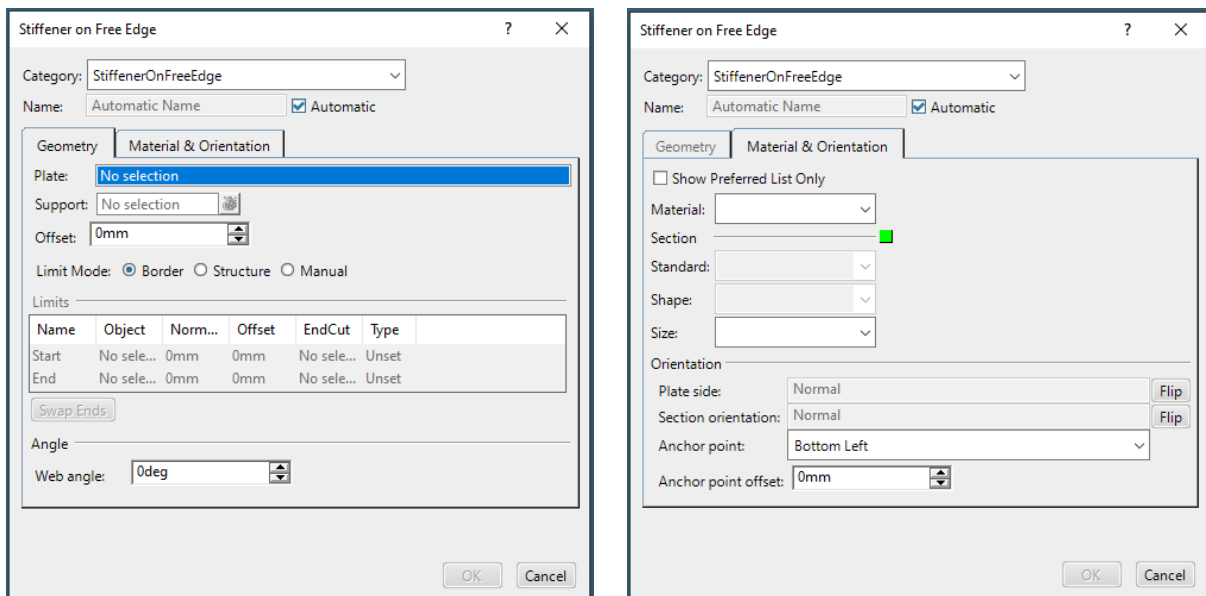 Stiffener on Free Edge ? ×
Category: StiffenerOnFreeEdge
Name: Automatic Name Automatic
Geometry Material & Orientation
Plate: No selection
Support: No selection
Offset: 0mm
Limit Mode: Border Structure Manual
Limits
Name Object Norm... Offset EndCut Type
Start No sele... 0mm 0mm No sele... Unset
End No sele... 0mm 0mm No sele... Unset
Swap Ends
Angle
Web angle: 0deg
OK Cancel
Stiffener on Free Edge ? ×
Category: StiffenerOnFreeEdge
Name: Automatic Name Automatic
Geometry Material & Orientation
Show Preferred List Only
Material:
Section
Standard:
Shape:
Size:
Orientation
Plate side: Normal Flip
Section orientation: Normal Flip
Anchor point: Bottom Left
Anchor point offset: 0mm
OK Cancel